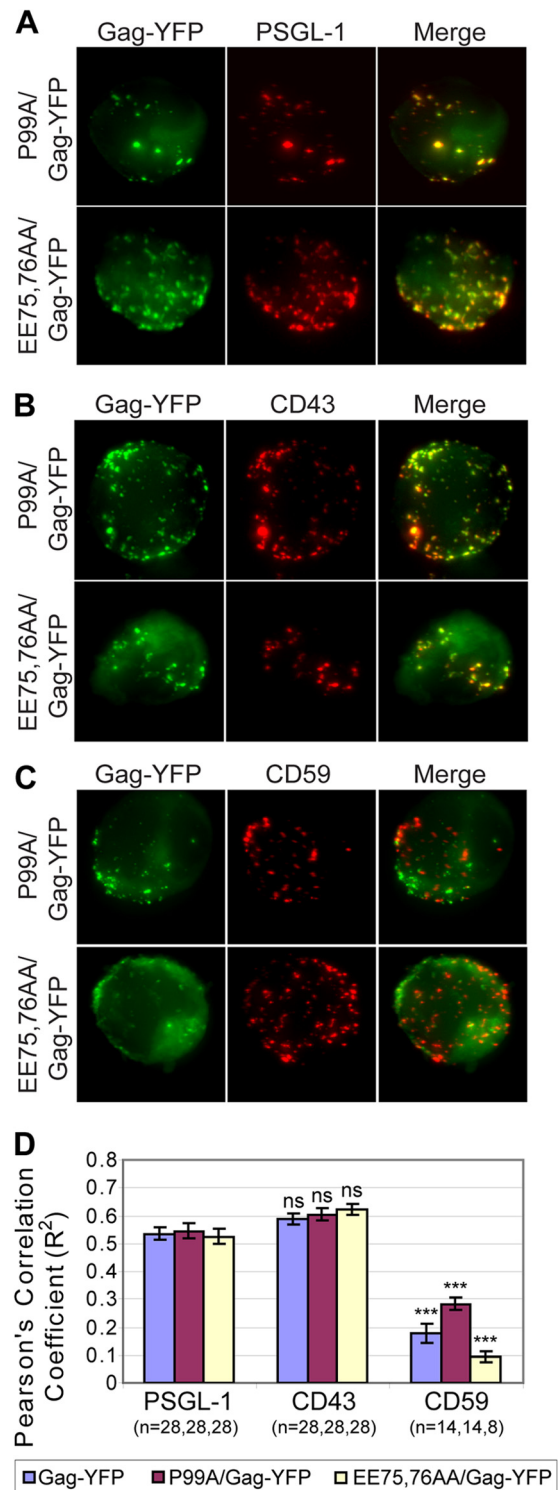 A
Gag-YFP PSGL-1 Merge
P99A/
Gag-YFP
EE75,76AA/
Gag-YFP
B
Gag-YFP CD43 Merge
P99A/
Gag-YFP
EE75,76AA/
Gag-YFP
C
Gag-YFP CD59 Merge
P99A/
Gag-YFP
EE75,76AA/
Gag-YFP
D
Pearson's Correlation
Coefficient (R²)
0.8
0.7
0.6
0.5
0.4
0.3
0.2
0.1
0
ns ns ns
*** *** ***
PSGL-1 CD43 CD59
(n=28,28,28) (n=28,28,28) (n=14,14,8)
Gag-YFP P99A/Gag-YFP EE75,76AA/Gag-YFP